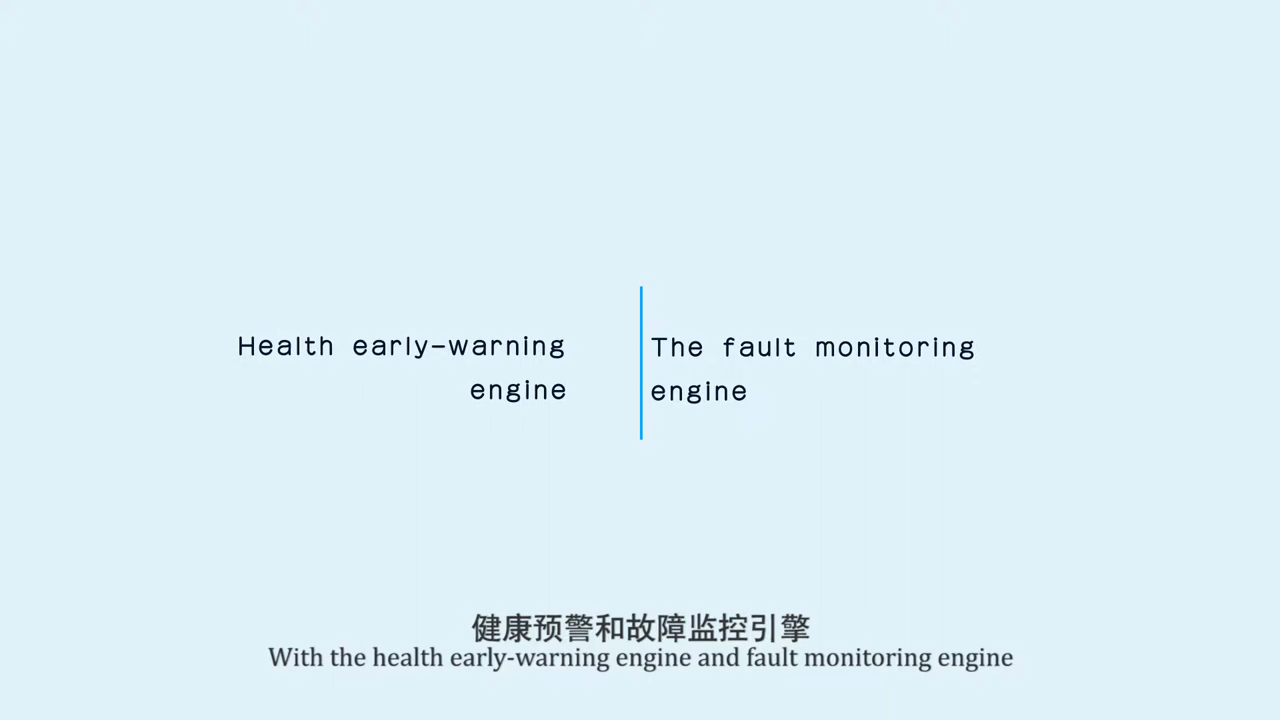 Health early-warning
engine
The fault monitoring
engine
健康预警和故障监控引擎
With the health early-warning engine and fault monitoring engine